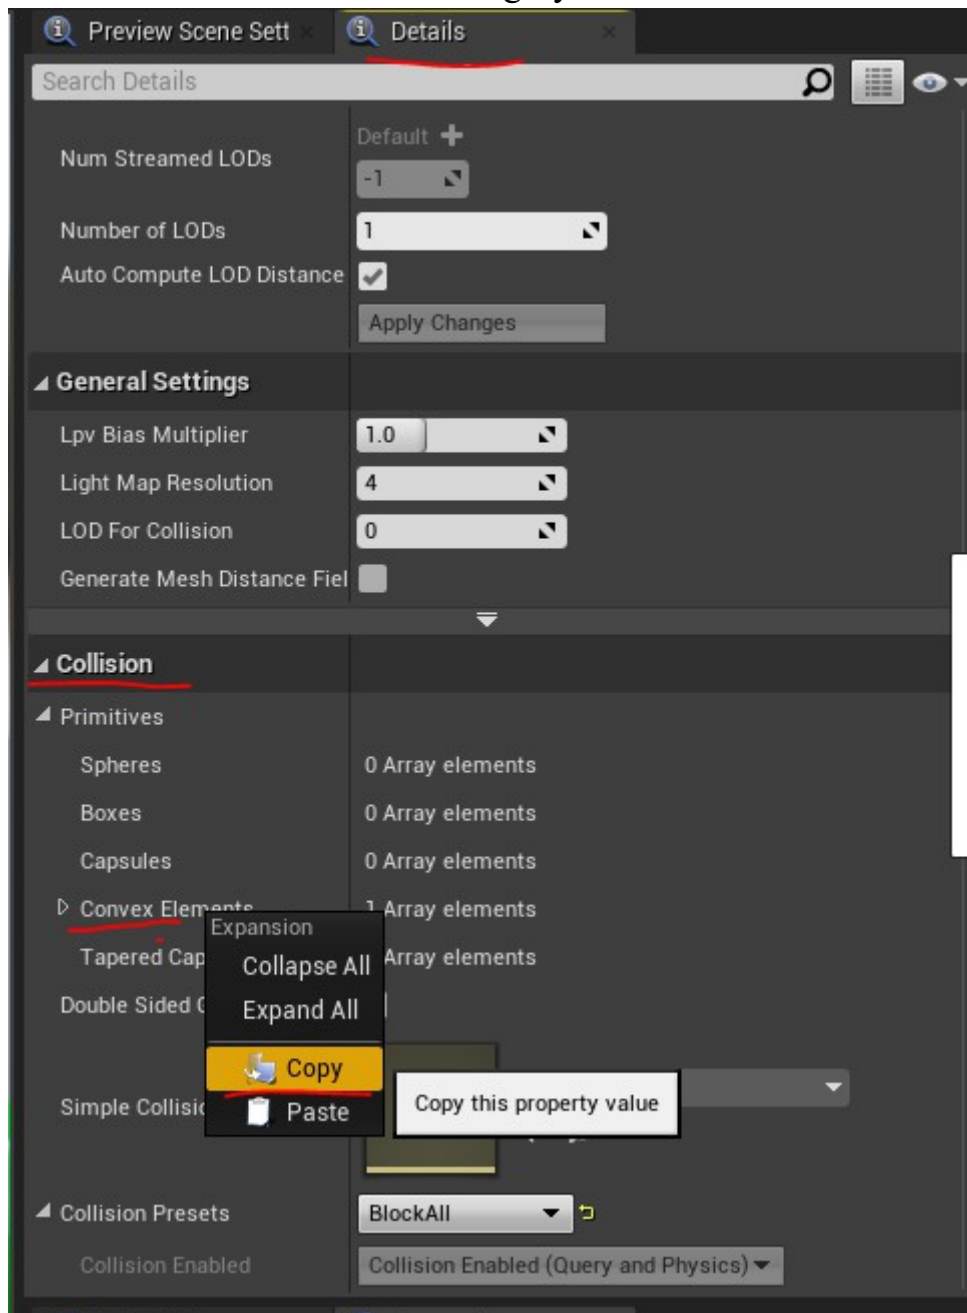 Preview Scene Sett
Details
Search Details
Default
Num Streamed LODs
-1
Number of LODs 1
Auto Compute LOD Distance
Apply Changes
General Settings
Lpv Bias Multiplier 1.0
Light Map Resolution 4
LOD For Collision 0
Generate Mesh Distance Fiel
Collision
Primitives
Spheres 0 Array elements
Boxes 0 Array elements
Capsules 0 Array elements
Convex Elements 1 Array elements
Expansion
Tapered Cap Array elements
Collapse All
Double Sided
Expand All
Copy
Simple Collisio
Paste
Copy this property value
Collision Presets BlockAll
Collision Enabled Collision Enabled (Query and Physics)